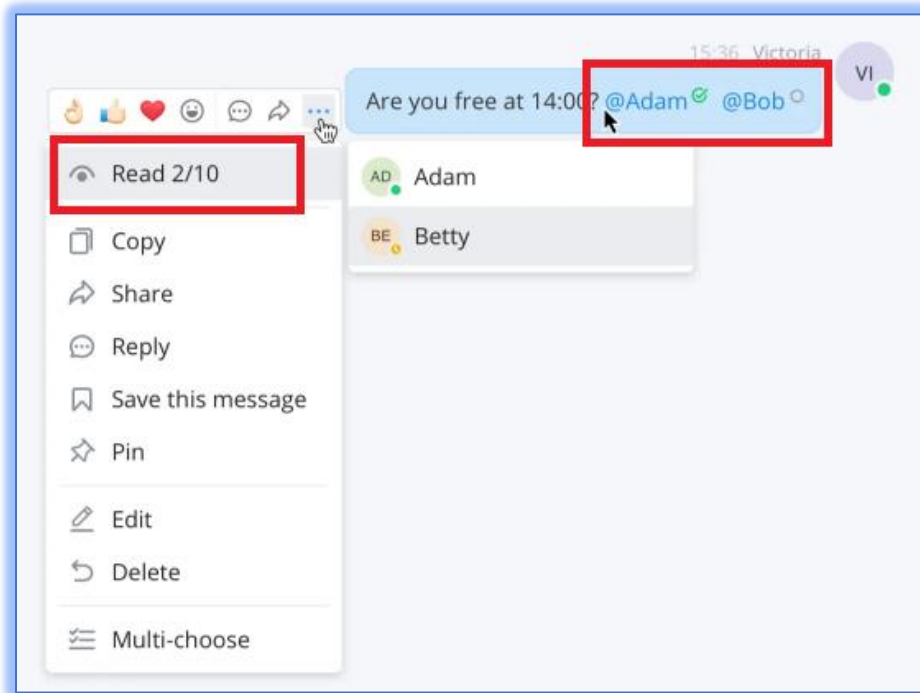 15:36 Victoria
VI
Are you free at 14:00? @Adam @Bob
Read 2/10
AD Adam
BE Betty
Copy
Share
Reply
Save this message
Pin
Edit
Delete
Multi-choose